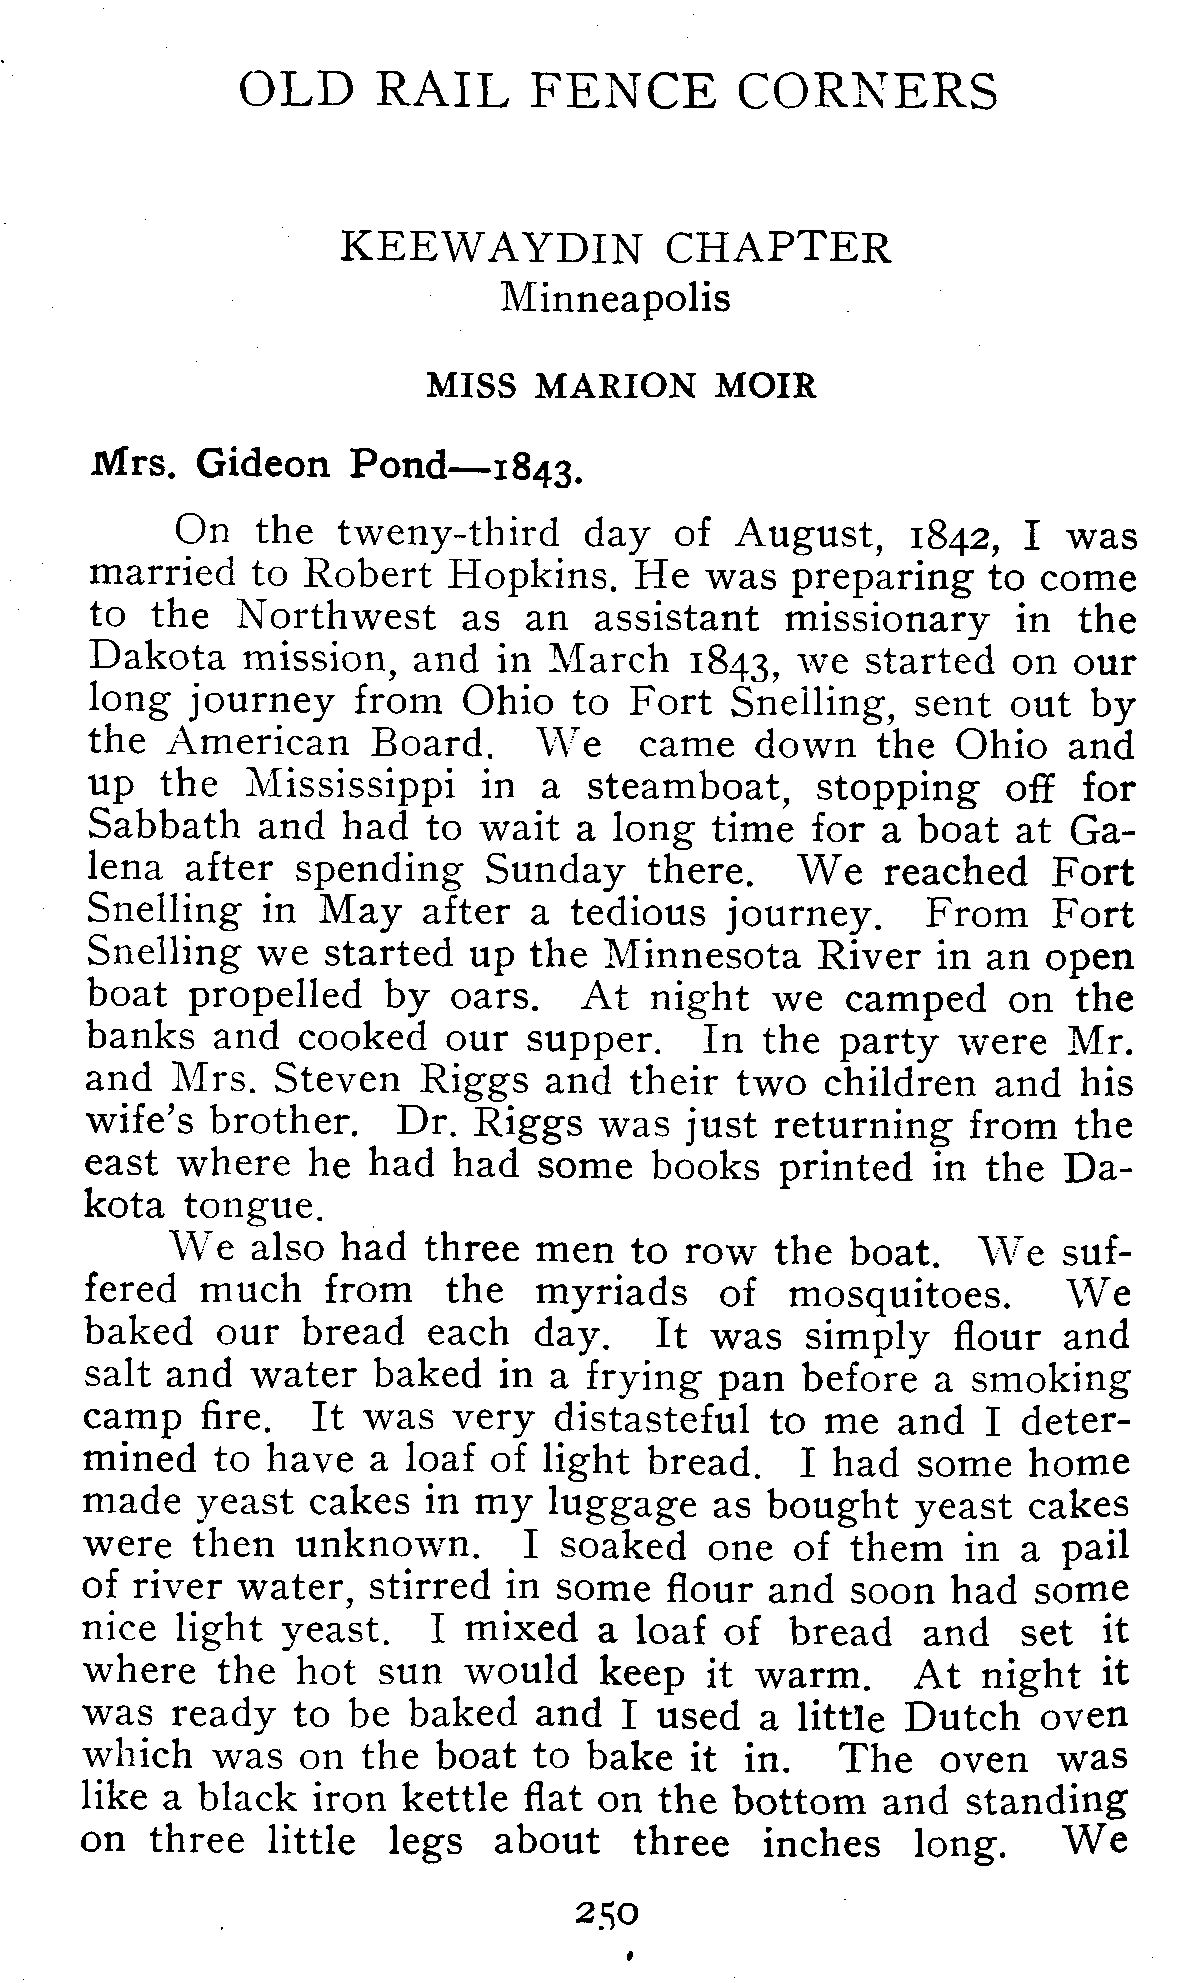 OLD RAIL FENCE CORNERS
KEEWAYDIN CHAPTER
Minneapolis
MISS MARION MOIR
Mrs. Gideon Pond—1843.
On the tweny-third day of August, 1842, I was
married to Robert Hopkins. He was preparing to come
to the Northwest as an assistant missionary in the
Dakota mission, and in March 1843, we started on our
long journey from Ohio to Fort Snelling, sent out by
the American Board. We came down the Ohio and
up the Mississippi in a steamboat, stopping off for
Sabbath and had to wait a long time for a boat at Ga-
lena after spending Sunday there. We reached Fort
Snelling in May after a tedious journey. From Fort
Snelling we started up the Minnesota River in an open
boat propelled by oars. At night we camped on the
banks and cooked our supper. In the party were Mr.
and Mrs. Steven Riggs and their two children and his
wife's brother. Dr. Riggs was just returning from the
east where he had had some books printed in the Da-
kota tongue.
We also had three men to row the boat. We suf-
fered much from the myriads of mosquitoes. We
baked our bread each day. It was simply flour and
salt and water baked in a frying pan before a smoking
camp fire. It was very distasteful to me and I deter-
mined to have a loaf of light bread. I had some home
made yeast cakes in my luggage as bought yeast cakes
were then unknown. I soaked one of them in a pail
of river water, stirred in some flour and soon had some
nice light yeast. I mixed a loaf of bread and set it
where the hot sun would keep it warm. At night it
was ready to be baked and I used a little Dutch oven
which was on the boat to bake it in. The oven was
like a black iron kettle flat on the bottom and standing
on three little legs about three inches long. We
250